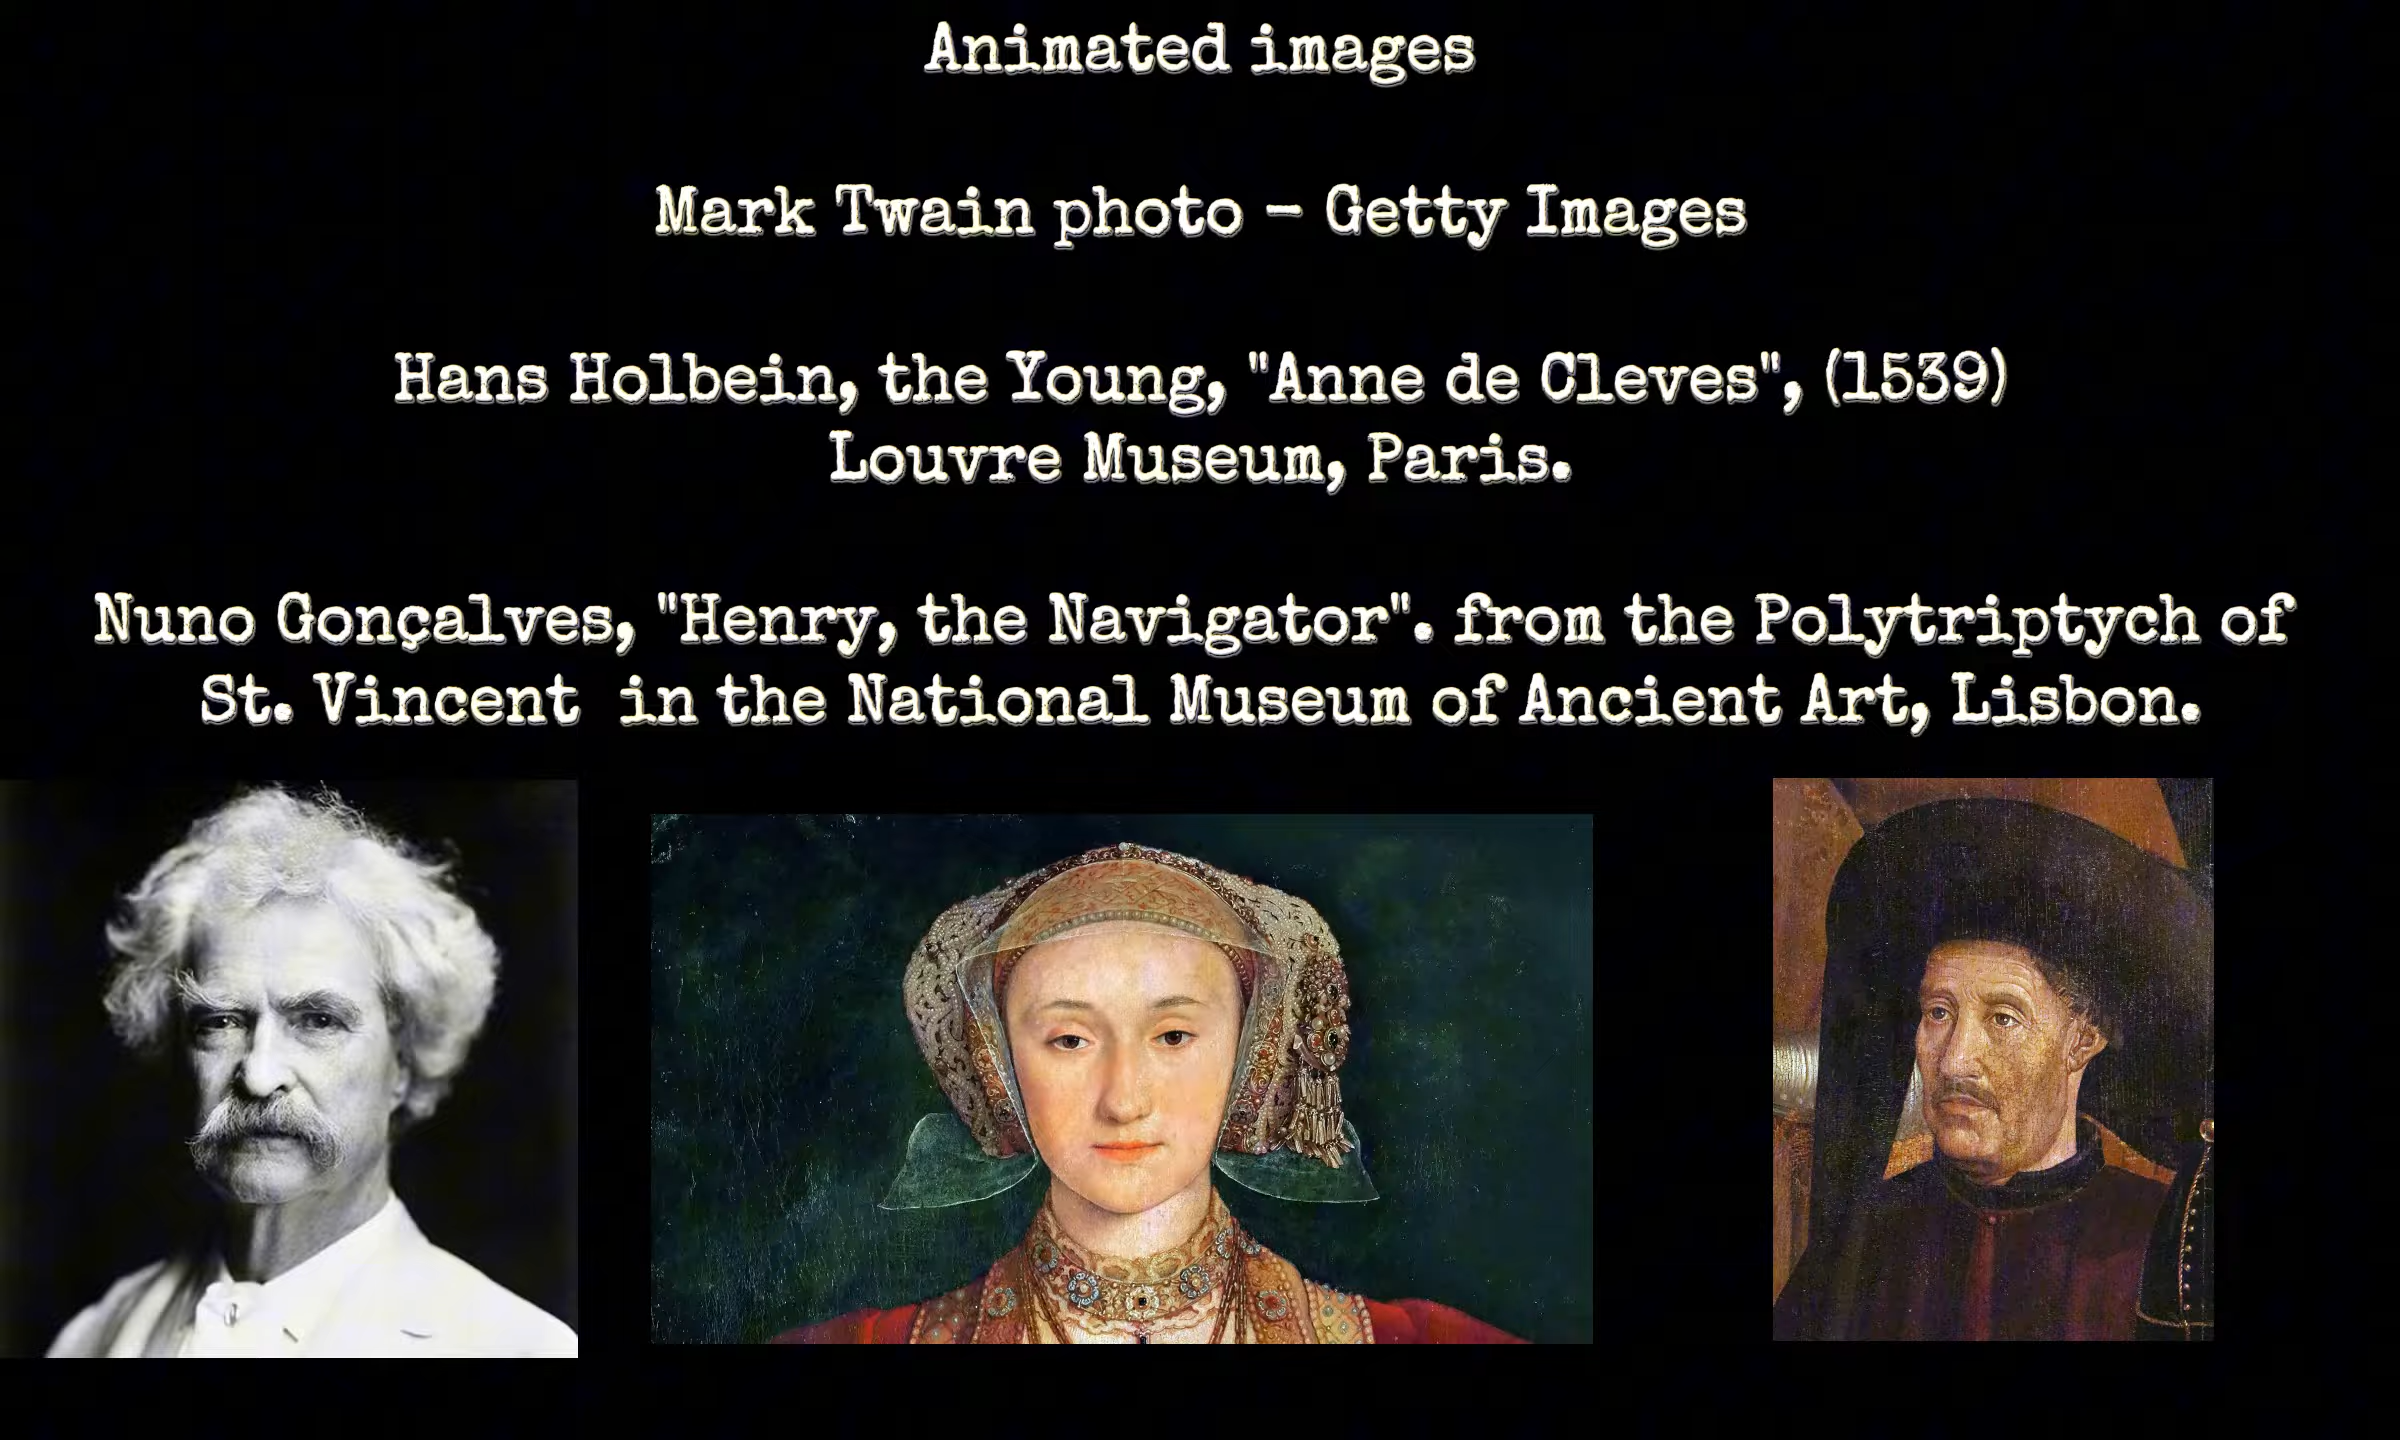 Animated images
Mark Twain photo - Getty Images
Hans Holbein, the Young, "Anne de Cleves", (1539)
Louvre Museum, Paris.
Nuno Gonçalves, "Henry, the Navigator". from the Polytriptych of
St. Vincent  in the National Museum of Ancient Art, Lisbon.